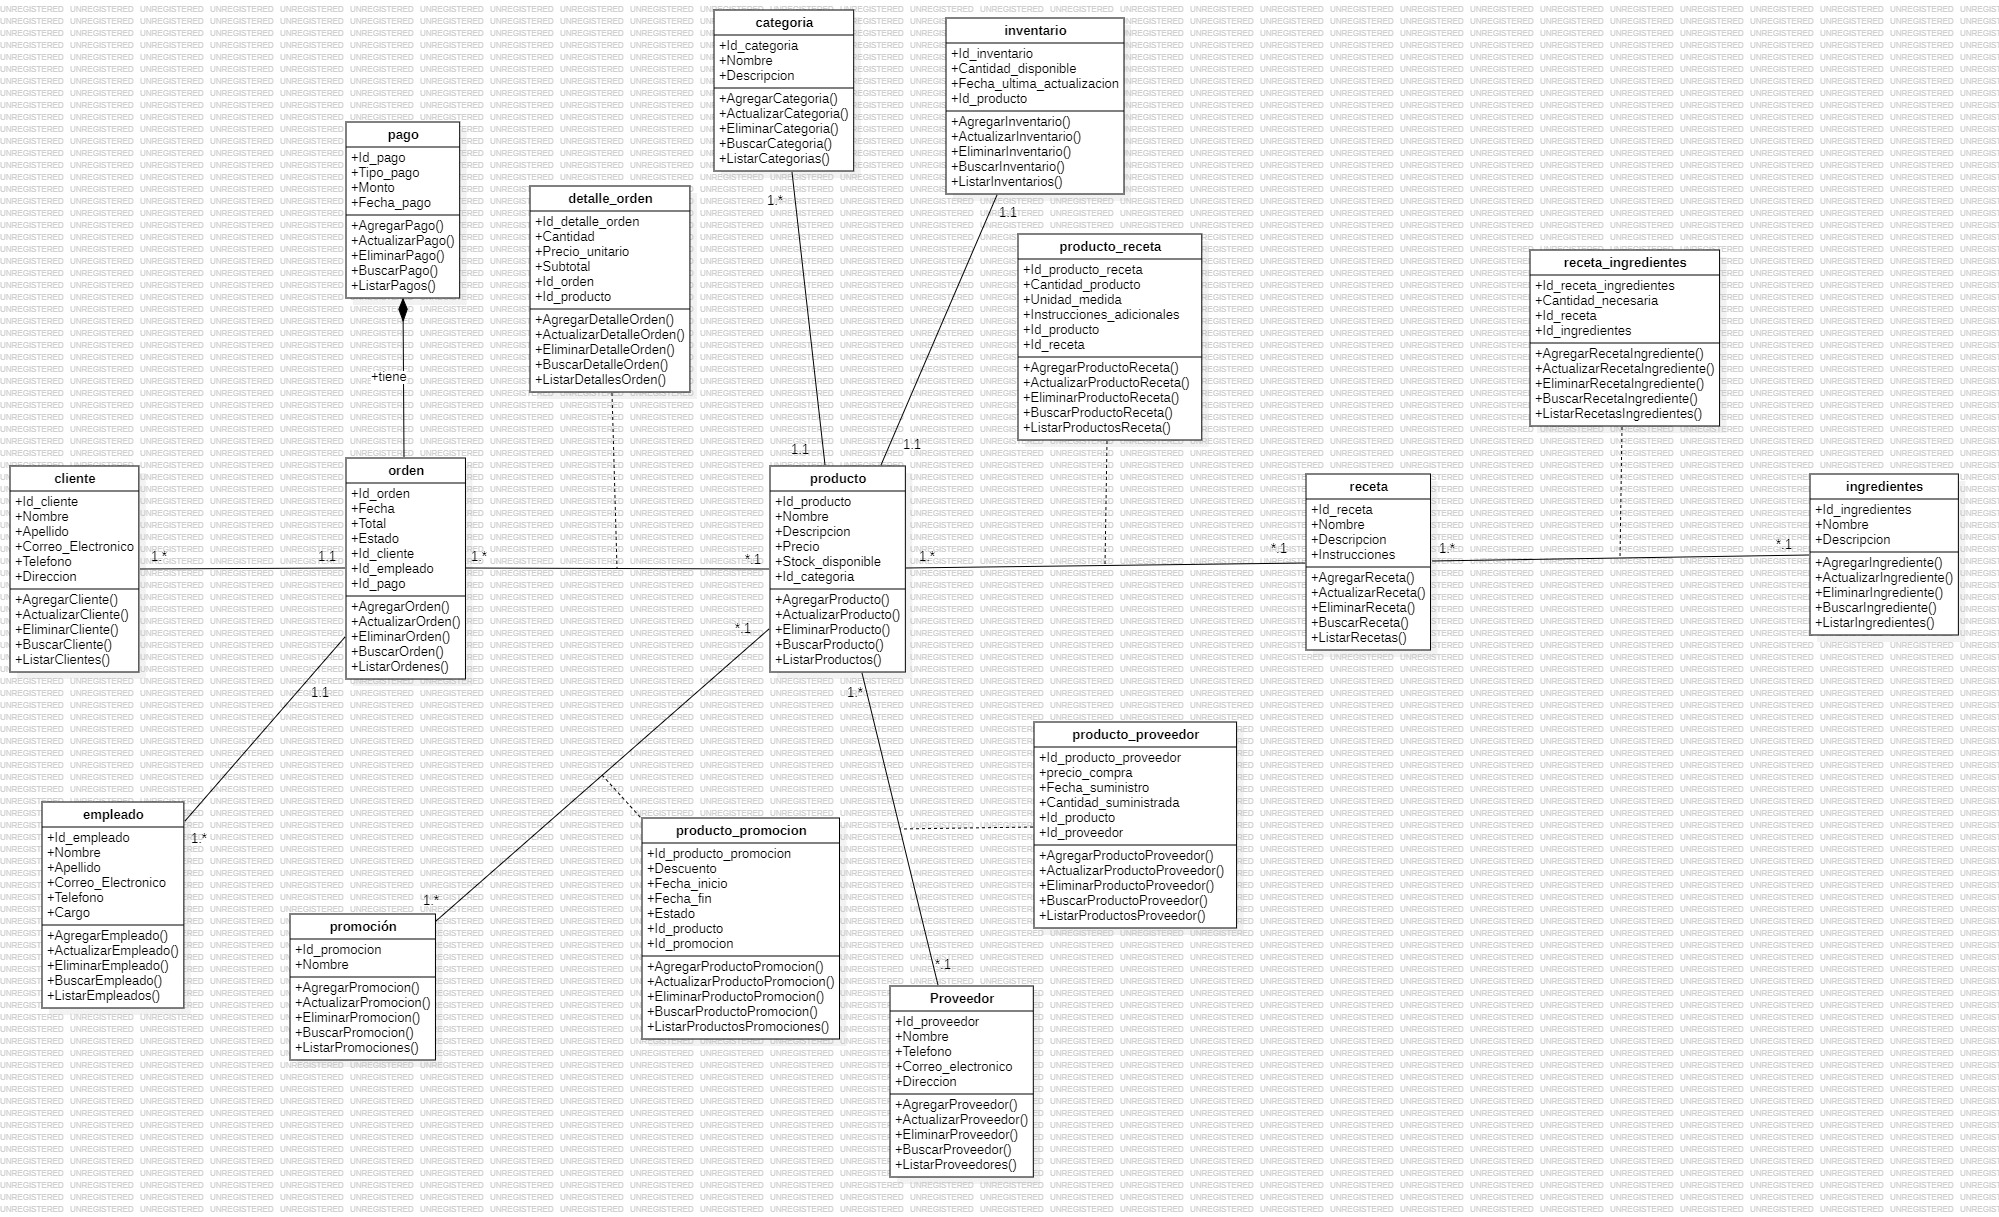 categoria
+Id_categoria
+Nombre
+Descripcion
+AgregarCategoria()
+ActualizarCategoria()
+EliminarCategoria()
+BuscarCategoria()
+ListarCategorias()
1.*
1.1
inventario
+Id_inventario
+Cantidad_disponible
+Fecha_ultima_actualizacion
+Id_producto
+AgregarInventario()
+ActualizarInventario()
+EliminarInventario()
+BuscarInventario()
+ListarInventarios()
1.1
1.1
pago
+Id_pago
+Tipo_pago
+Monto
+Fecha_pago
+AgregarPago()
+ActualizarPago()
+EliminarPago()
+BuscarPago()
+ListarPagos()
+tiene
detalle_orden
+Id_detalle_orden
+Cantidad
+Precio_unitario
+Subtotal
+Id_orden
+Id_producto
+AgregarDetalleOrden()
+ActualizarDetalleOrden()
+EliminarDetalleOrden()
+BuscarDetalleOrden()
+ListarDetallesOrden()
producto_receta
+Id_producto_receta
+Cantidad_producto
+Unidad_medida
+Instrucciones_adicionales
+Id_producto
+Id_receta
+AgregarProductoReceta()
+ActualizarProductoReceta()
+EliminarProductoReceta()
+BuscarProductoReceta()
+ListarProductosReceta()
receta_ingredientes
+Id_receta_ingredientes
+Cantidad_necesaria
+Id_receta
+Id_ingredientes
+AgregarRecetaIngrediente()
+ActualizarRecetaIngrediente()
+EliminarRecetaIngrediente()
+BuscarRecetaIngrediente()
+ListarRecetasIngredientes()
cliente
+Id_cliente
+Nombre
+Apellido
+Correo_Electronico
+Telefono
+Direccion
+AgregarCliente()
+ActualizarCliente()
+EliminarCliente()
+BuscarCliente()
+ListarClientes()
1.*
1.1
orden
+Id_orden
+Fecha
+Total
+Estado
+Id_cliente
+Id_empleado
+Id_pago
+AgregarOrden()
+ActualizarOrden()
+EliminarOrden()
+BuscarOrden()
+ListarOrdenes()
1.*
*.1
producto
+Id_producto
+Nombre
+Descripcion
+Precio
+Stock_disponible
+Id_categoria
+AgregarProducto()
+ActualizarProducto()
+EliminarProducto()
+BuscarProducto()
+ListarProductos()
1.*
*.1
receta
+Id_receta
+Nombre
+Descripcion
+Instrucciones
+AgregarReceta()
+ActualizarReceta()
+EliminarReceta()
+BuscarReceta()
+ListarRecetas()
1.*
*.1
ingredientes
+Id_ingredientes
+Nombre
+Descripcion
+AgregarIngrediente()
+ActualizarIngrediente()
+EliminarIngrediente()
+BuscarIngrediente()
+ListarIngredientes()
1.1
1.*
*.1
1.*
1.*
*.1
empleado
+Id_empleado
+Nombre
+Apellido
+Correo_Electronico
+Telefono
+Cargo
+AgregarEmpleado()
+ActualizarEmpleado()
+EliminarEmpleado()
+BuscarEmpleado()
+ListarEmpleados()
promoción
+Id_promocion
+Nombre
+AgregarPromocion()
+ActualizarPromocion()
+EliminarPromocion()
+BuscarPromocion()
+ListarPromociones()
producto_promocion
+Id_producto_promocion
+Descuento
+Fecha_inicio
+Fecha_fin
+Estado
+Id_producto
+Id_promocion
+AgregarProductoPromocion()
+ActualizarProductoPromocion()
+EliminarProductoPromocion()
+BuscarProductoPromocion()
+ListarProductosPromociones()
producto_proveedor
+Id_producto_proveedor
+precio_compra
+Fecha_suministro
+Cantidad_suministrada
+Id_producto
+Id_proveedor
+AgregarProductoProveedor()
+ActualizarProductoProveedor()
+EliminarProductoProveedor()
+BuscarProductoProveedor()
+ListarProductosProveedor()
Proveedor
+Id_proveedor
+Nombre
+Telefono
+Correo_electronico
+Direccion
+AgregarProveedor()
+ActualizarProveedor()
+EliminarProveedor()
+BuscarProveedor()
+ListarProveedores()
UNREGISTERED